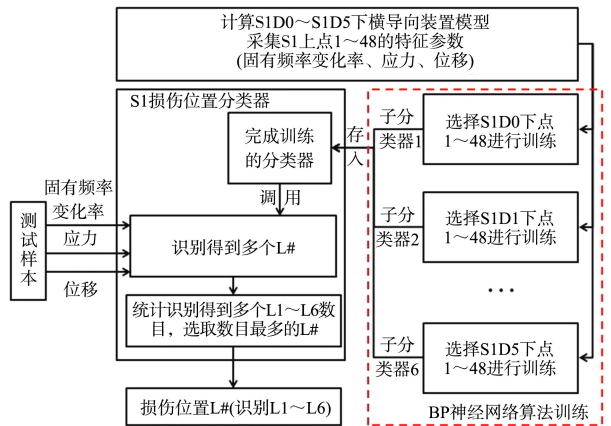 计算S1D0～S1D5下横导向装置模型
采集S1上点1～48的特征参数
(固有频率变化率、应力、位移)
S1损伤位置分类器
完成训练
的分类器
存
入
调用
子分
类器1
选择S1D0下点
1～48进行训练
固有频率
变化率
应力
位移
测
试
样
本
识别得到多个L#
子分
类器2
选择S1D1下点
1～48进行训练
...
统计识别得到多个L1～L6数
目，选取数目最多的L#
子分
类器6
选择S1D5下点
1～48进行训练
损伤位置L#(识别L1～L6)
BP神经网络算法训练